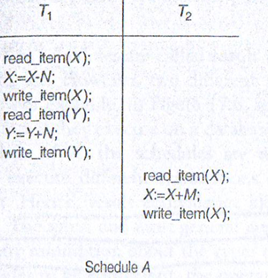 T1 T2
read_item(X);
X:=X-N;
write_item(X);
read_item(Y);
Y:=Y+N;
write_item(Y);
read_item(X);
X:=X+M;
write_item(X);
Schedule A